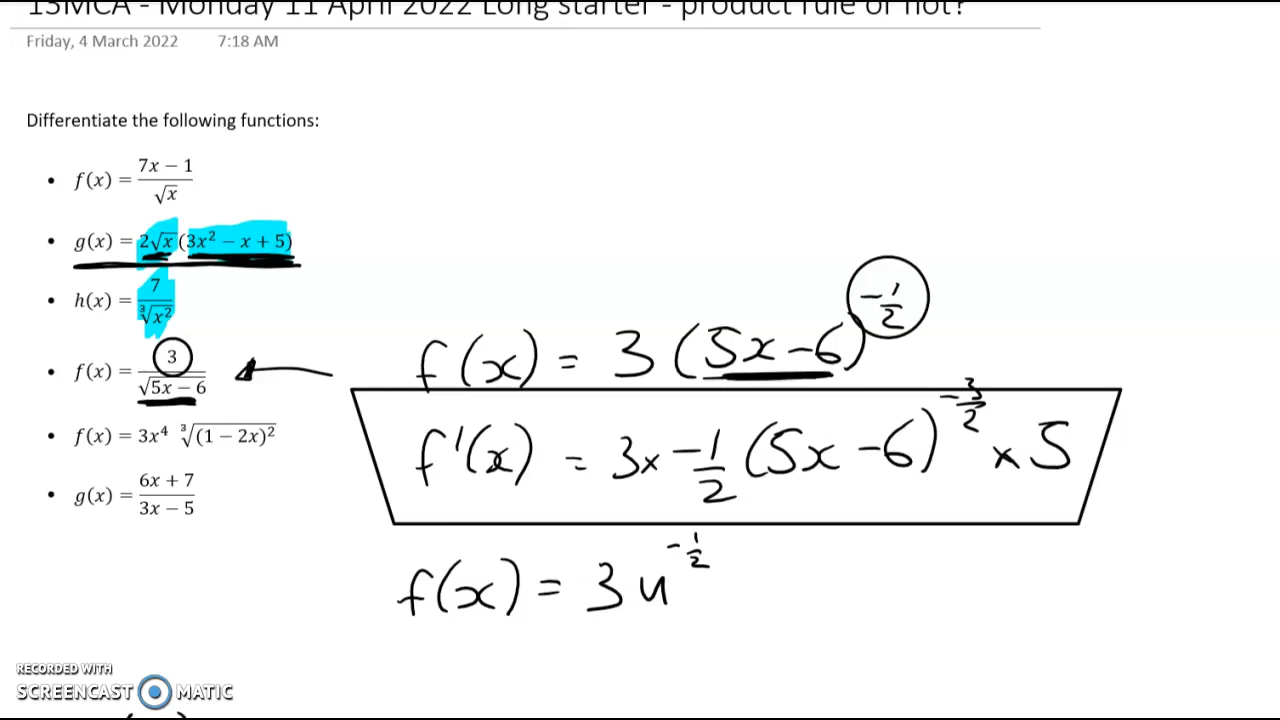 13MCA - Monday 11 April 2022 Long starter - product rule or not?
Friday, 4 March 2022 7:18 AM
Differentiate the following functions:
• f(x) = (7x − 1)/√x
• g(x) = 2√x (3x² − x + 5)
• h(x) = 7/∛x²
• f(x) = 3/√5x − 6
• f(x) = 3x⁴ ∛(1 − 2x)²
• g(x) = (6x + 7)/(3x − 5)
f(x) = 3 (5x − 6)^(-1/2)
f'(x) = 3 × -1/2 (5x − 6)^(-3/2) × 5
f(x) = 3u^(-1/2)
RECORDED WITH
SCREENCAST MATIC